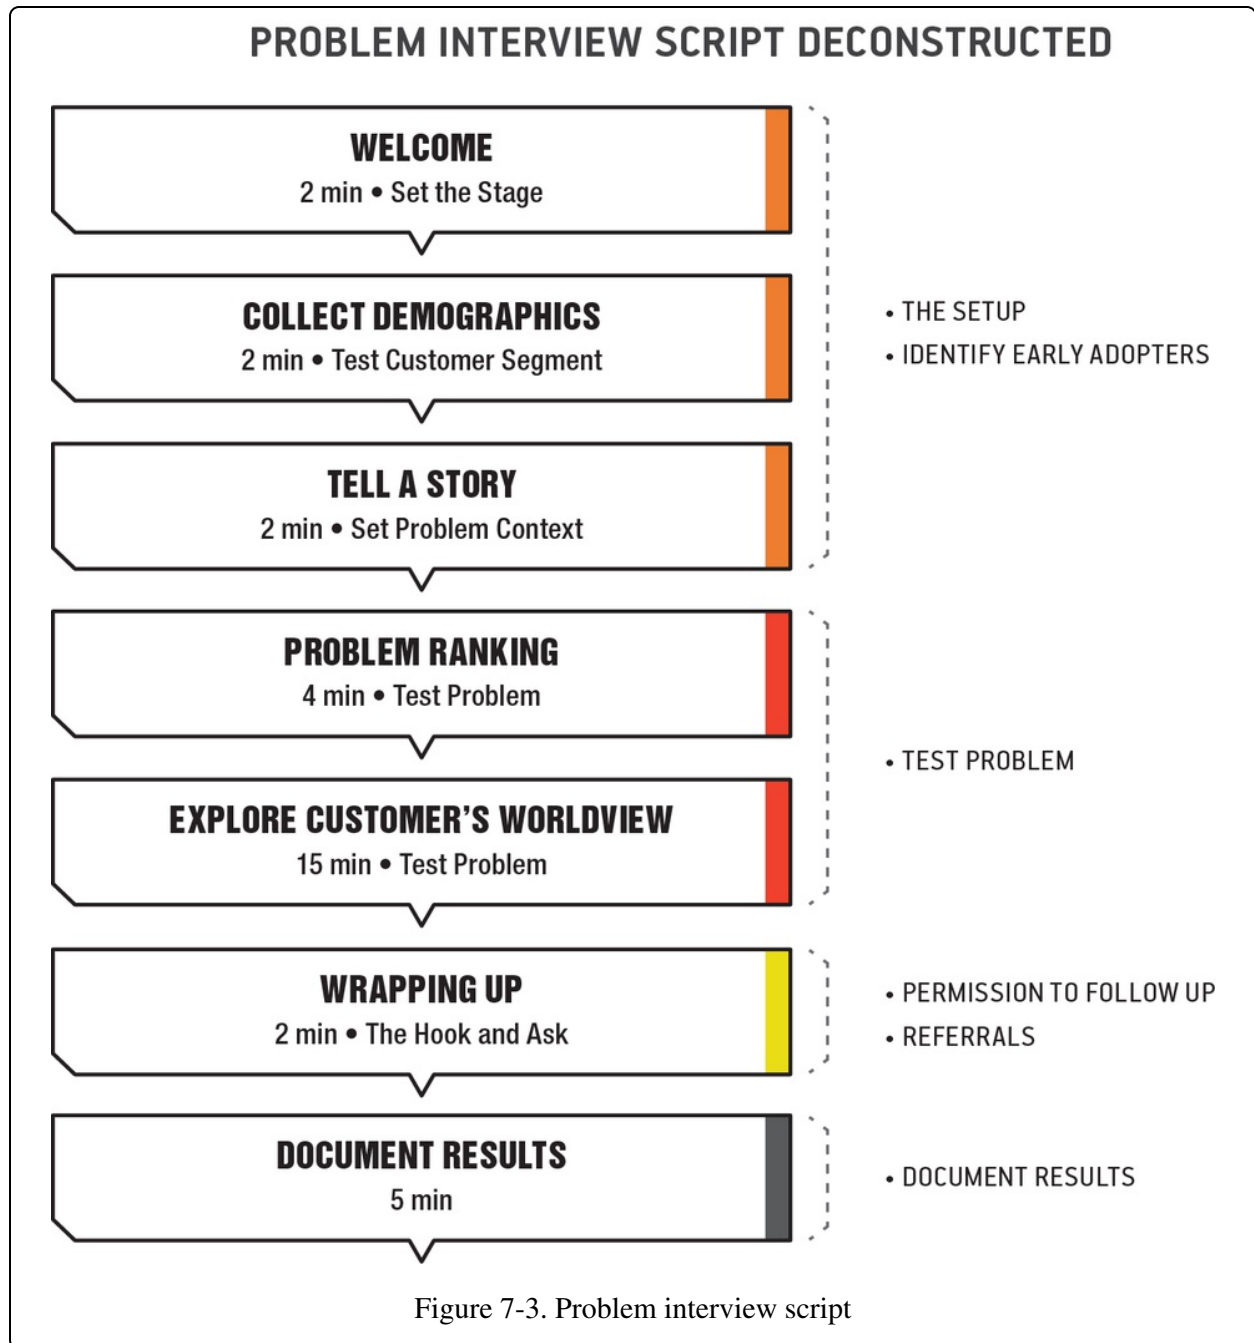 PROBLEM INTERVIEW SCRIPT DECONSTRUCTED
WELCOME
2 min • Set the Stage
COLLECT DEMOGRAPHICS
2 min • Test Customer Segment
TELL A STORY
2 min • Set Problem Context
• THE SETUP
• IDENTIFY EARLY ADOPTERS
PROBLEM RANKING
4 min • Test Problem
EXPLORE CUSTOMER’S WORLDVIEW
15 min • Test Problem
• TEST PROBLEM
WRAPPING UP
2 min • The Hook and Ask
• PERMISSION TO FOLLOW UP
• REFERRALS
DOCUMENT RESULTS
5 min
• DOCUMENT RESULTS
Figure 7-3. Problem interview script